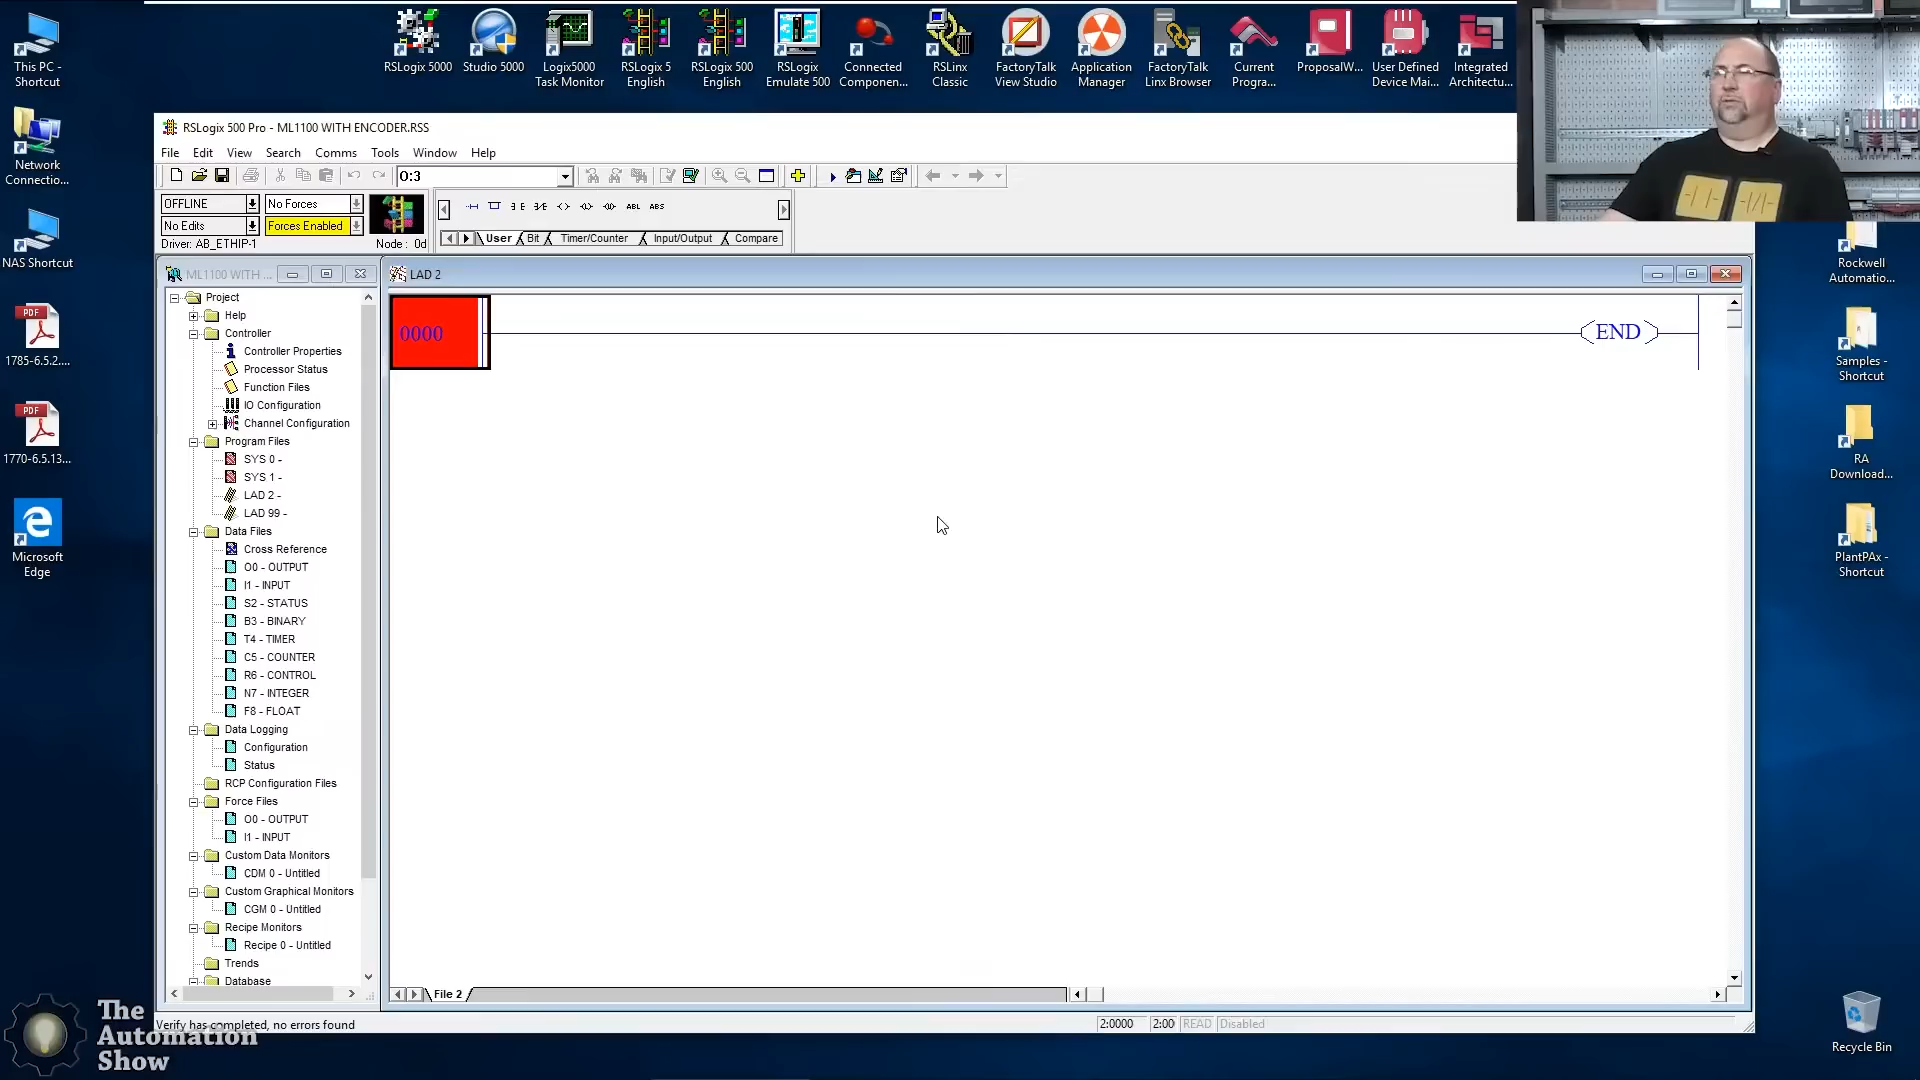 This PC -
Shortcut
Network
Connectio...
NAS Shortcut
PDF
1785-6.5.2....
PDF
1770-6.5.13...
Microsoft
Edge
RSLogix 5000
Studio 5000
Logix5000
Task Monitor
RSLogix 5
English
RSLogix 500
English
RSLogix
Emulate 500
Connected
Componen...
RSLinx
Classic
FactoryTalk
View Studio
Application
Manager
FactoryTalk
Linx Browser
Current
Progra...
ProposalW...
User Defined
Device Mai...
Integrated
Architectu...
RSLogix 500 Pro - ML1100 WITH ENCODER.RSS
File Edit View Search Comms Tools Window Help
O:3
OFFLINE No Forces
No Edits Forces Enabled
Driver: AB_ETHIP-1 Node : 0d
ABL ABS
User Bit Timer/Counter Input/Output Compare
ML1100 WITH ...
Project
Help
Controller
Controller Properties
Processor Status
Function Files
IO Configuration
Channel Configuration
Program Files
SYS 0 -
SYS 1 -
LAD 2 -
LAD 99 -
Data Files
Cross Reference
O0 - OUTPUT
I1 - INPUT
S2 - STATUS
B3 - BINARY
T4 - TIMER
C5 - COUNTER
R6 - CONTROL
N7 - INTEGER
F8 - FLOAT
Data Logging
Configuration
Status
RCP Configuration Files
Force Files
O0 - OUTPUT
I1 - INPUT
Custom Data Monitors
CDM 0 - Untitled
Custom Graphical Monitors
CGM 0 - Untitled
Recipe Monitors
Recipe 0 - Untitled
Trends
Database
LAD 2
0000
END
File 2
Verify has completed, no errors found
2:0000 2:00 READ Disabled
Rockwell
Automatio...
Samples -
Shortcut
RA
Download...
PlantPAx -
Shortcut
Recycle Bin
The
Automation
Show